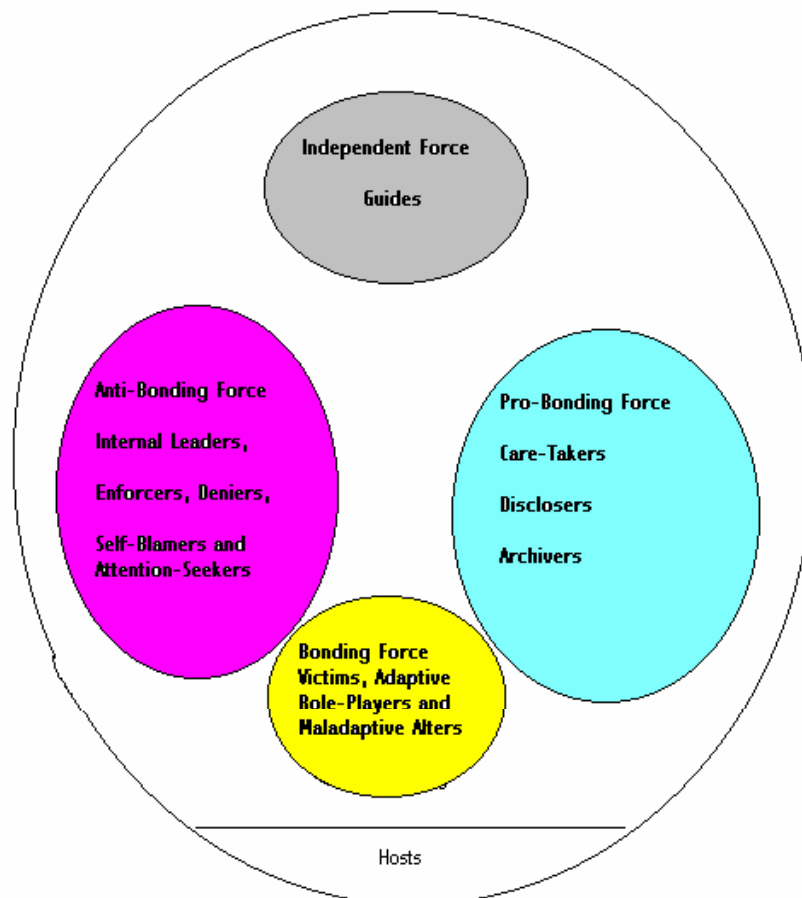 Independent Force
Guides
Anti-Bonding Force
Internal Leaders,
Enforcers, Deniers,
Self-Blamers and
Attention-Seekers
Pro-Bonding Force
Care-Takers
Disclosers
Archivers
Bonding Force
Victims, Adaptive
Role-Players and
Maladaptive Alters
Hosts